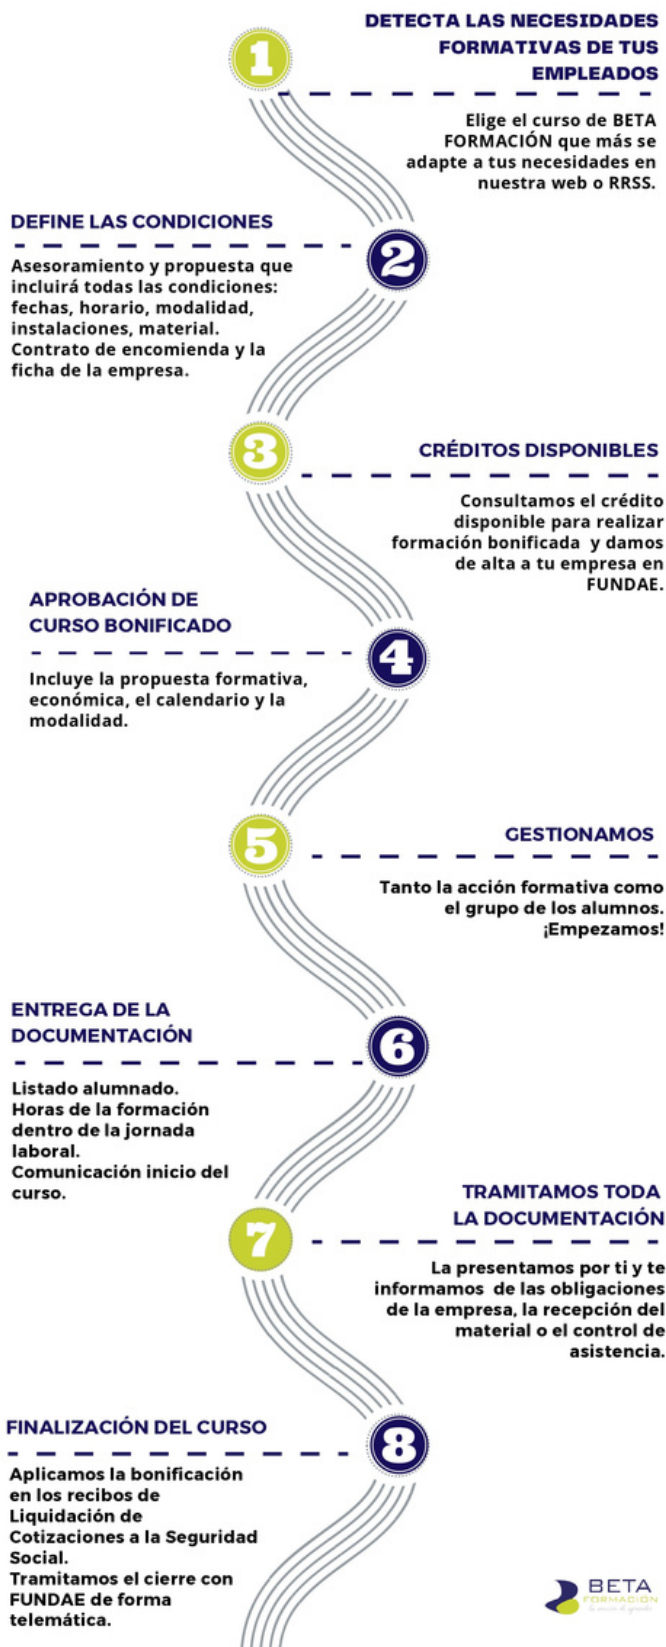 DETECTA LAS NECESIDADES
FORMATIVAS DE TUS
EMPLEADOS
1
Elige el curso de BETA
FORMACIÓN que más se
adapte a tus necesidades en
nuestra web o RRSS.
DEFINE LAS CONDICIONES
2
Asesoramiento y propuesta que
incluirá todas las condiciones:
fechas, horario, modalidad,
instalaciones, material.
Contrato de encomienda y la
ficha de la empresa.
3
CRÉDITOS DISPONIBLES
Consultamos el crédito
disponible para realizar
formación bonificada y damos
de alta a tu empresa en
FUNDAE.
APROBACIÓN DE
CURSO BONIFICADO
4
Incluye la propuesta formativa,
económica, el calendario y la
modalidad.
5
GESTIONAMOS
Tanto la acción formativa como
el grupo de los alumnos.
¡Empezamos!
ENTREGA DE LA
DOCUMENTACIÓN
6
Listado alumnado.
Horas de la formación
dentro de la jornada
laboral.
Comunicación inicio del
curso.
TRAMITAMOS TODA
LA DOCUMENTACIÓN
7
La presentamos por ti y te
informamos de las obligaciones
de la empresa, la recepción del
material o el control de
asistencia.
FINALIZACIÓN DEL CURSO
8
Aplicamos la bonificación
en los recibos de
Liquidación de
Cotizaciones a la Seguridad
Social.
Tramitamos el cierre con
FUNDAE de forma
telemática.
BETA
FORMACIÓN